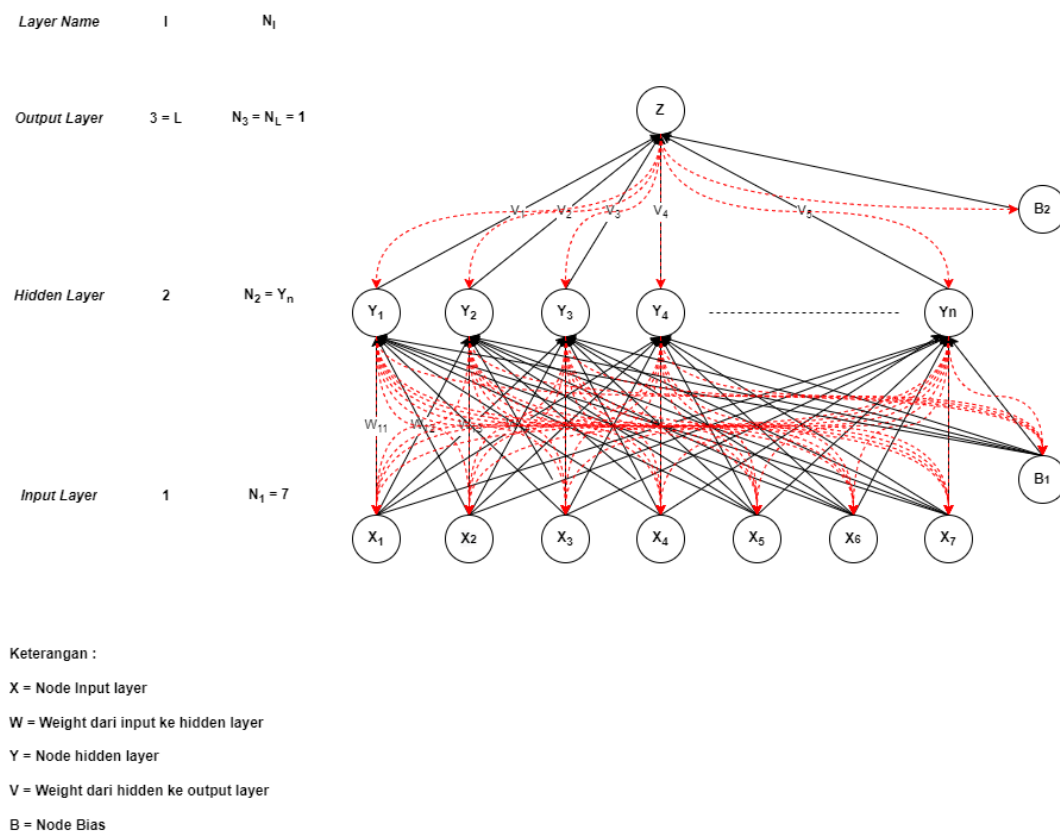 Layer Name l N_l
Output Layer 3 = L N₃ = N_L = 1
Z
B₂
V₁ V₂ V₃ V₄ V₅
Hidden Layer 2 N₂ = Yₙ
Y₁ Y₂ Y₃ Y₄ Yn
W₁₁ W₁₂
Input Layer 1 N₁ = 7
B₁
X₁ X₂ X₃ X₄ X₅ X₆ X₇
Keterangan :
X = Node Input layer
W = Weight dari input ke hidden layer
Y = Node hidden layer
V = Weight dari hidden ke output layer
B = Node Bias